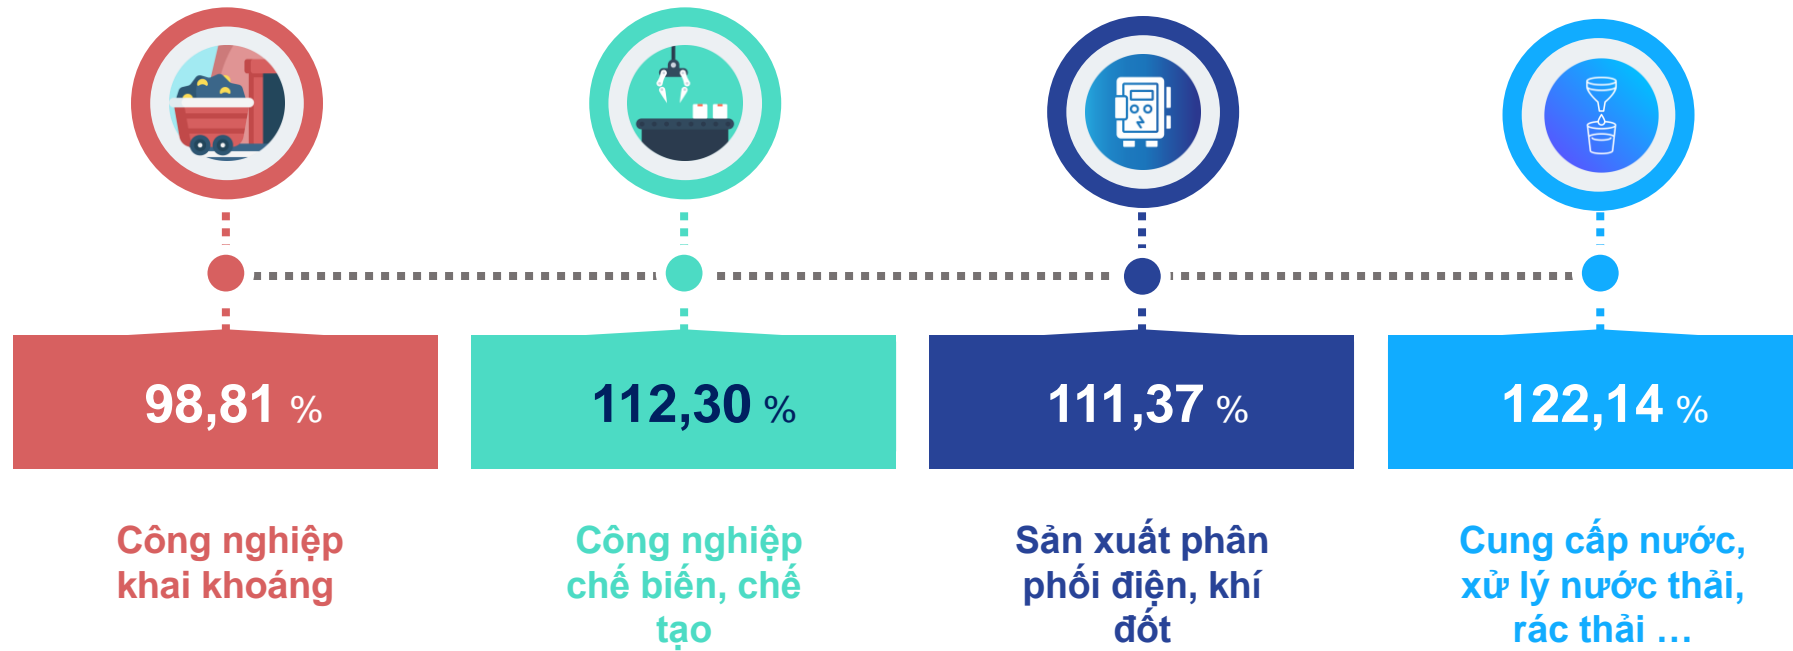 98,81 %
112,30 %
111,37 %
122,14 %
Công nghiệp
khai khoáng
Công nghiệp
chế biến, chế
tạo
Sản xuất phân
phối điện, khí
đốt
Cung cấp nước,
xử lý nước thải,
rác thải ...